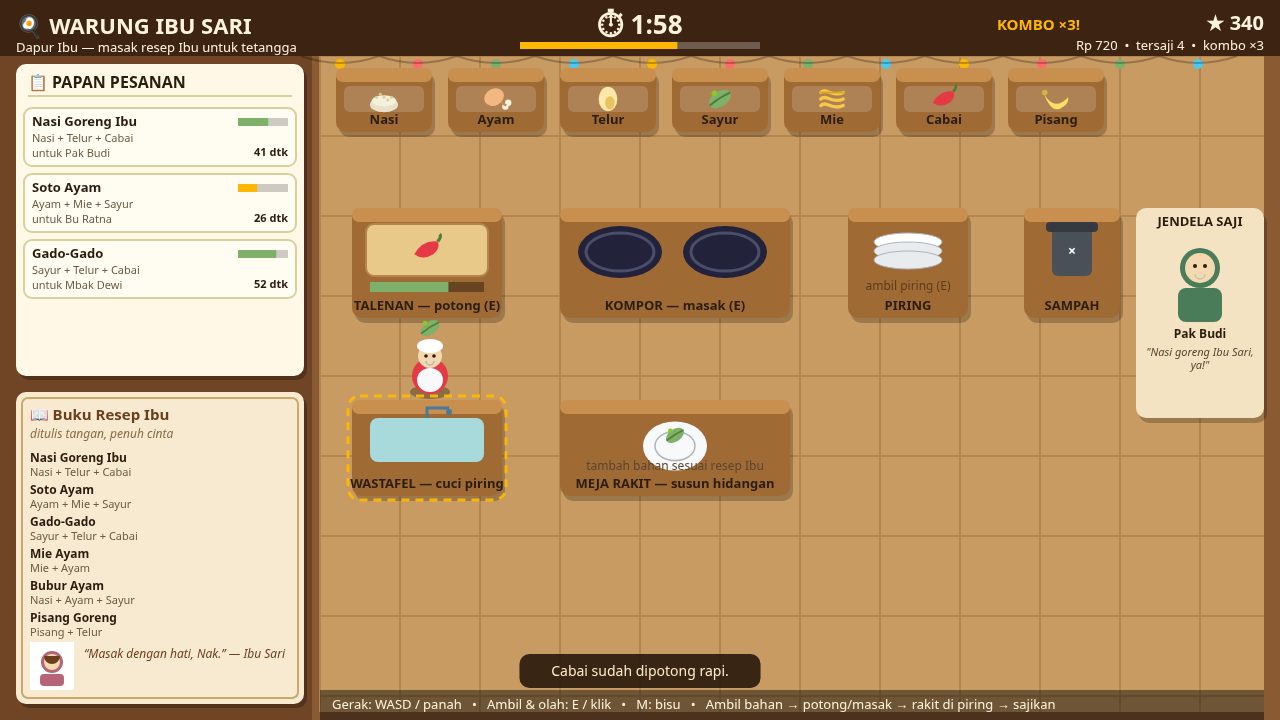 🍳 WARUNG IBU SARI
Dapur Ibu — masak resep Ibu untuk tetangga
⏱ 1:58
KOMBO ×3!
★ 340
Rp 720 • tersaji 4 • kombo ×3
📋 PAPAN PESANAN
Nasi Goreng Ibu
Nasi + Telur + Cabai
untuk Pak Budi
41 dtk
Soto Ayam
Ayam + Mie + Sayur
untuk Bu Ratna
26 dtk
Gado-Gado
Sayur + Telur + Cabai
untuk Mbak Dewi
52 dtk
📖 Buku Resep Ibu
ditulis tangan, penuh cinta
Nasi Goreng Ibu
Nasi + Telur + Cabai
Soto Ayam
Ayam + Mie + Sayur
Gado-Gado
Sayur + Telur + Cabai
Mie Ayam
Mie + Ayam
Bubur Ayam
Nasi + Ayam + Sayur
Pisang Goreng
Pisang + Telur
“Masak dengan hati, Nak.” — Ibu Sari
Nasi
Ayam
Telur
Sayur
Mie
Cabai
Pisang
TALENAN — potong (E)
KOMPOR — masak (E)
ambil piring (E)
PIRING
×
SAMPAH
JENDELA SAJI
Pak Budi
"Nasi goreng Ibu Sari,
ya!"
WASTAFEL — cuci piring
tambah bahan sesuai resep Ibu
MEJA RAKIT — susun hidangan
Cabai sudah dipotong rapi.
Gerak: WASD / panah • Ambil & olah: E / klik • M: bisu • Ambil bahan → potong/masak → rakit di piring → sajikan